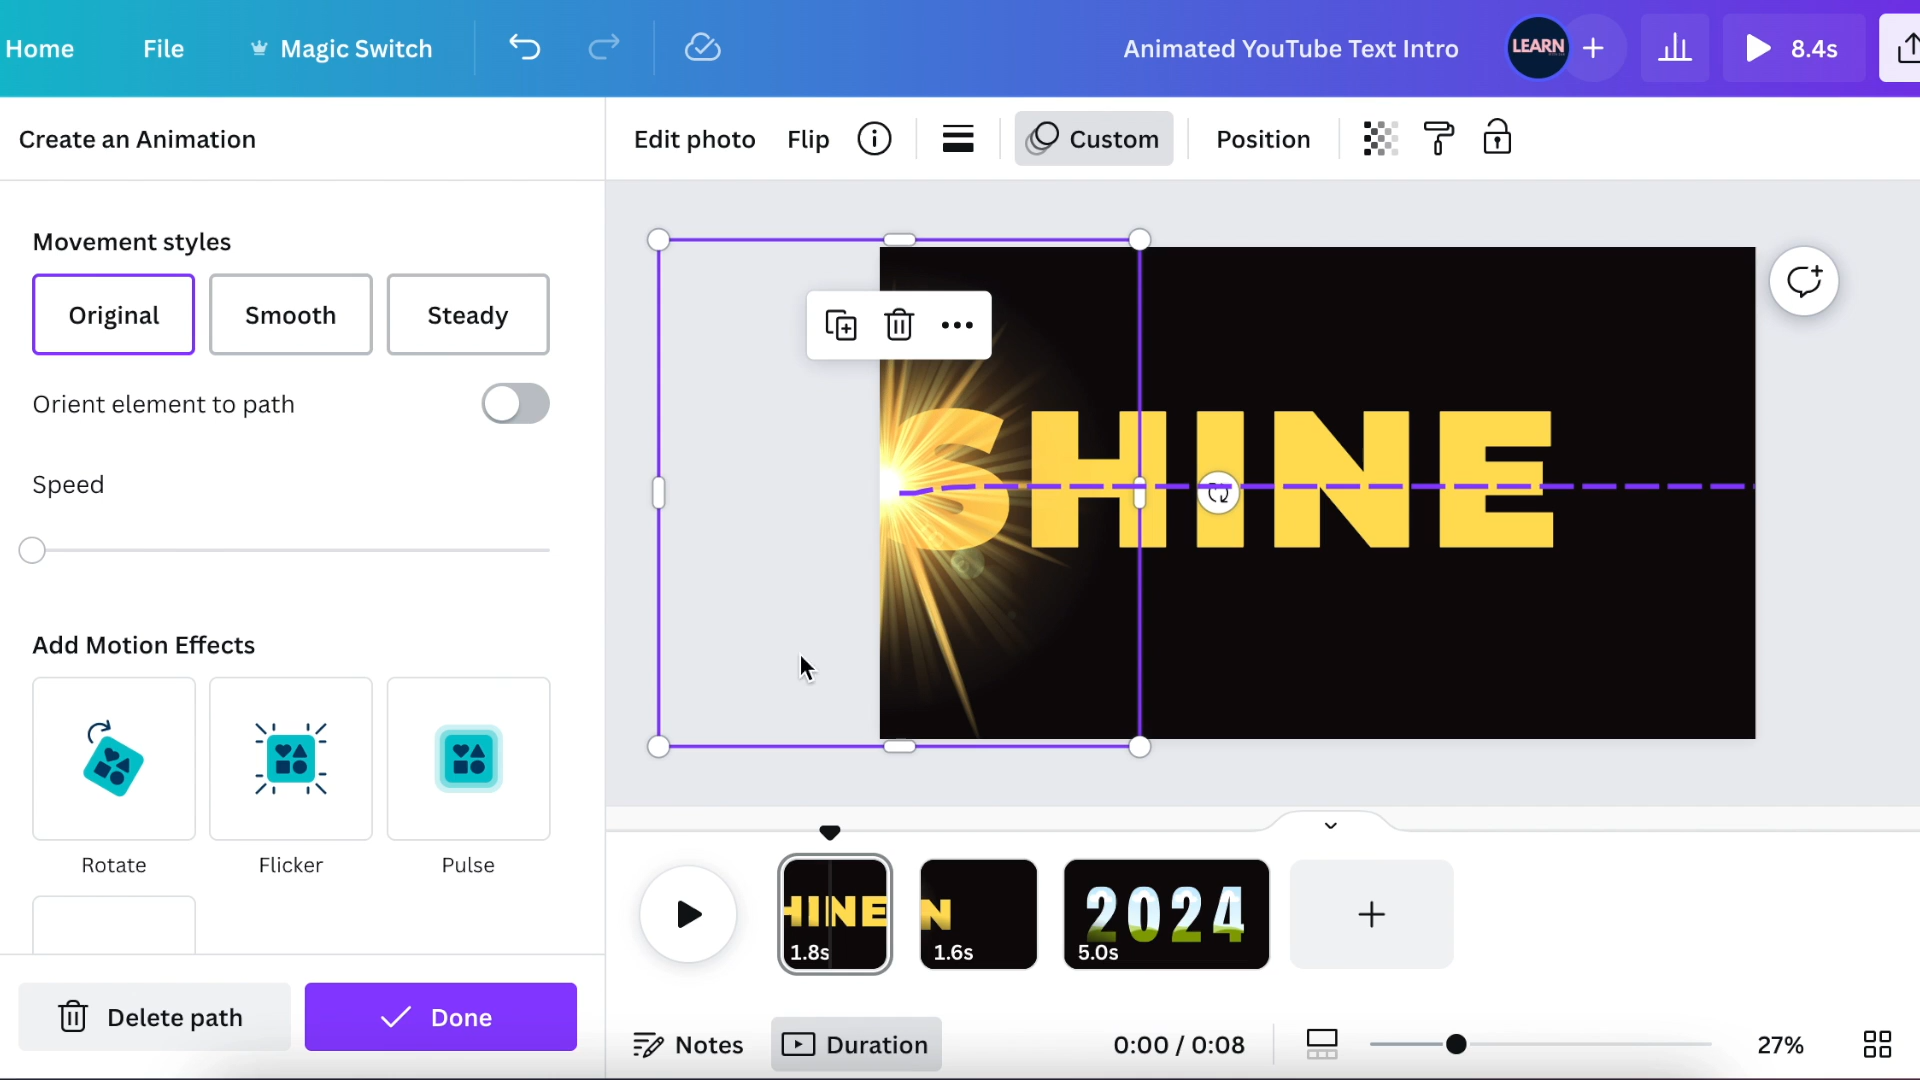 Home File Magic Switch Animated YouTube Text Intro LEARN 8.4s
Create an Animation
Edit photo Flip Custom Position
Movement styles
Original Smooth Steady
Orient element to path
Speed
Add Motion Effects
Rotate Flicker Pulse
Delete path Done
SHINE
HINE
1.8s
N
1.6s
2024
5.0s
Notes Duration 0:00 / 0:08 27%